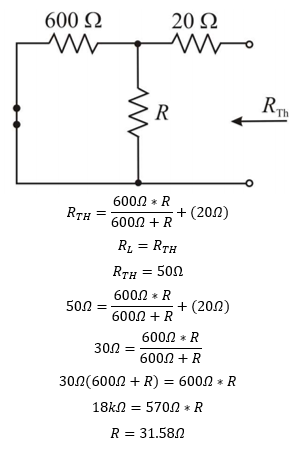 600 Ω 20 Ω
R
R_Th
R_TH = (600Ω * R)/(600Ω + R) + (20Ω)
R_L = R_TH
R_TH = 50Ω
50Ω = (600Ω * R)/(600Ω + R) + (20Ω)
30Ω = (600Ω * R)/(600Ω + R)
30Ω(600Ω + R) = 600Ω * R
18kΩ = 570Ω * R
R = 31.58Ω